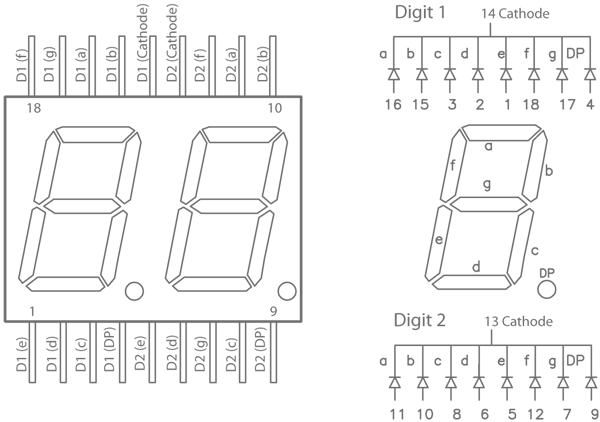 D1 (f)
D1 (g)
D1 (a)
D1 (b)
D1 (Cathode)
D2 (Cathode)
D2 (f)
D2 (a)
D2 (b)
18 10
1 9
D1 (e)
D1 (d)
D1 (c)
D1 (DP)
D2 (e)
D2 (d)
D2 (g)
D2 (c)
D2 (DP)
Digit 1
14 Cathode
a b c d e f g DP
16 15 3 2 1 18 17 4
a
f
b
g
e
c
d
DP
Digit 2
13 Cathode
a b c d e f g DP
11 10 8 6 5 12 7 9